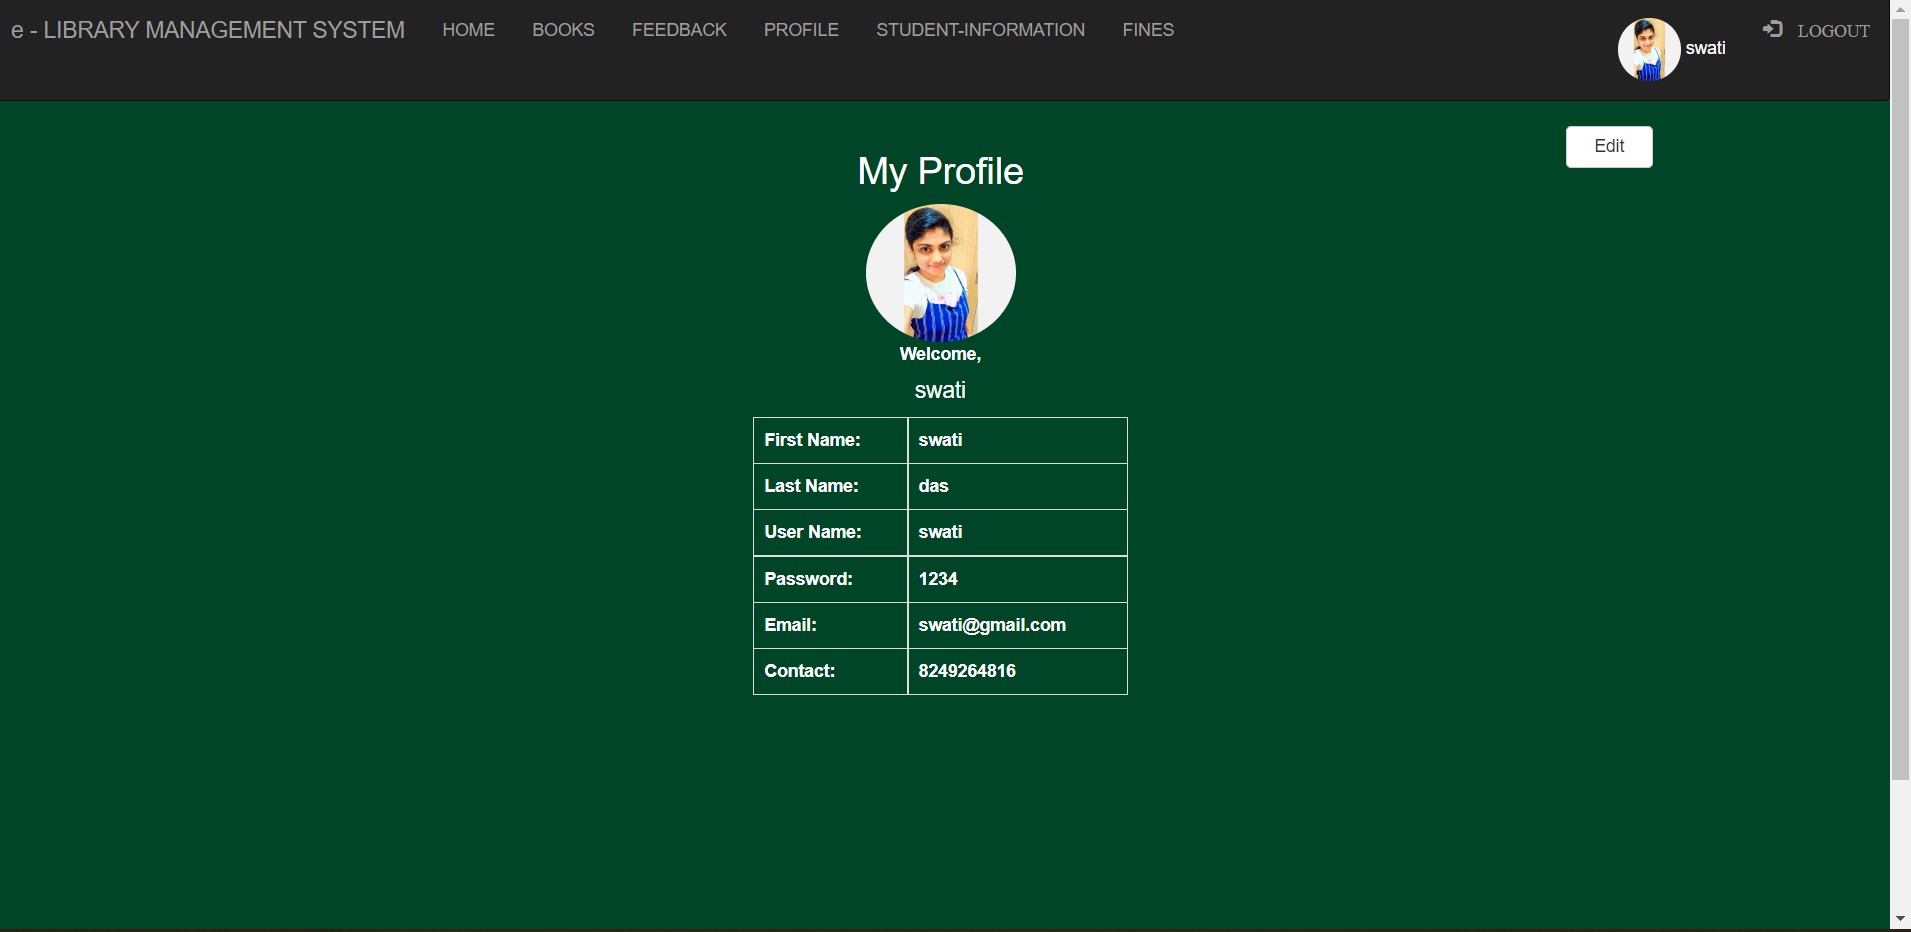 e - LIBRARY MANAGEMENT SYSTEM HOME BOOKS FEEDBACK PROFILE STUDENT-INFORMATION FINES swati LOGOUT
Edit
My Profile
Welcome,
swati
First Name: swati
Last Name: das
User Name: swati
Password: 1234
Email: swati@gmail.com
Contact: 8249264816